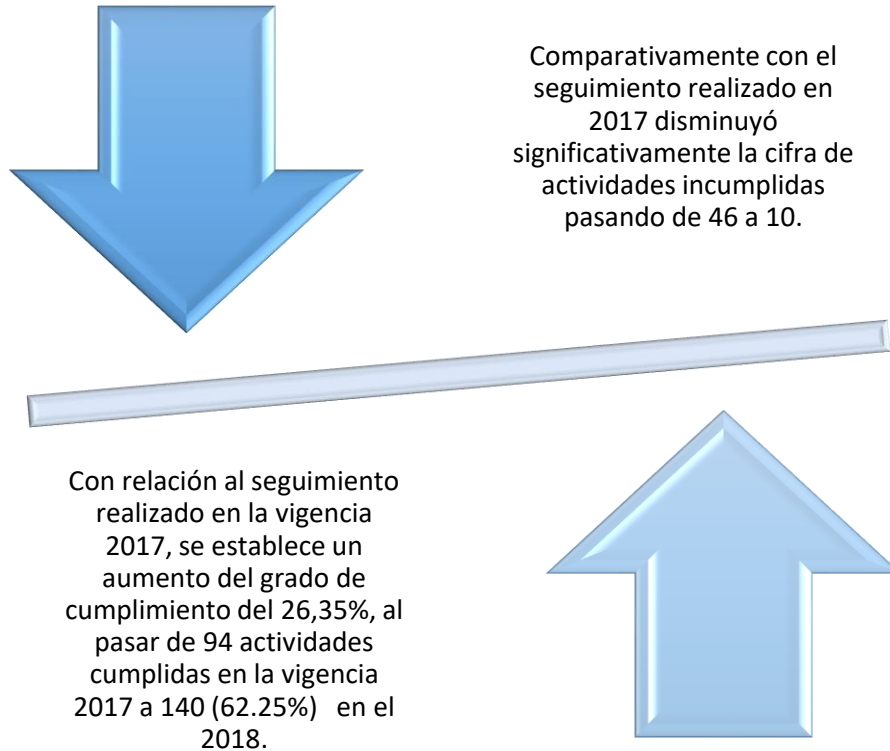 Comparativamente con el
seguimiento realizado en
2017 disminuyó
significativamente la cifra de
actividades incumplidas
pasando de 46 a 10.
Con relación al seguimiento
realizado en la vigencia
2017, se establece un
aumento del grado de
cumplimiento del 26,35%, al
pasar de 94 actividades
cumplidas en la vigencia
2017 a 140 (62.25%) en el
2018.